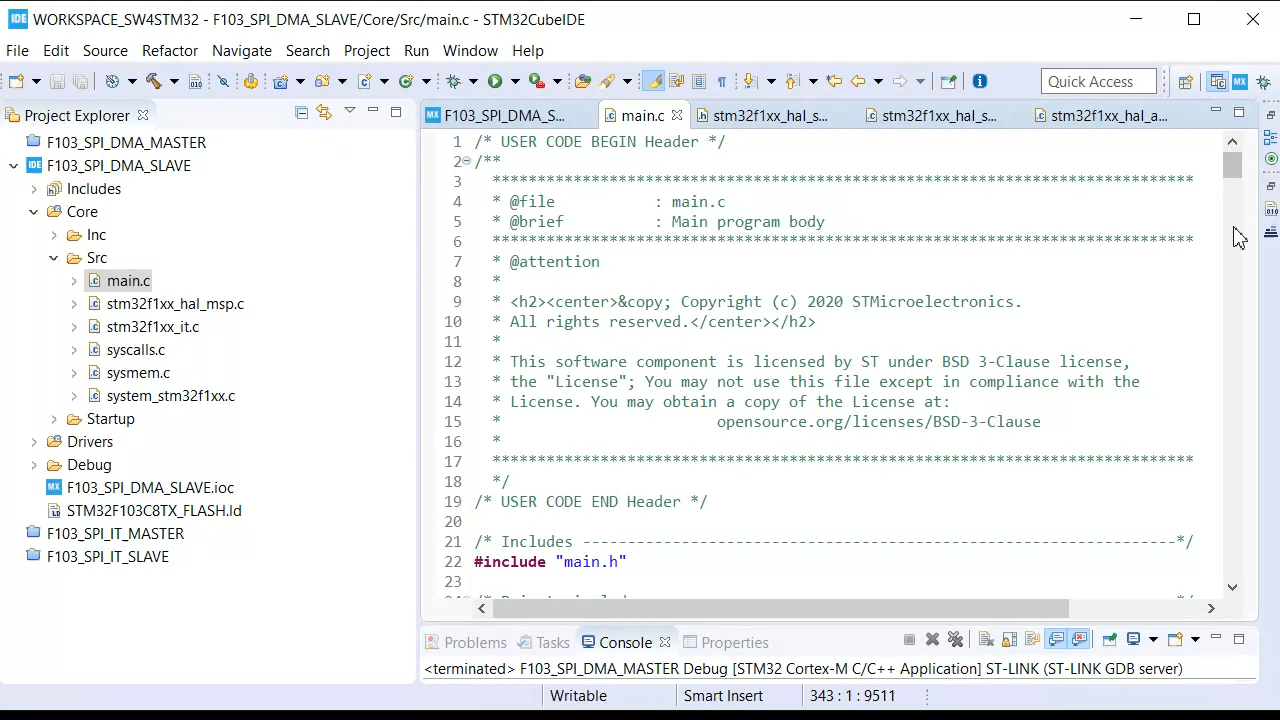 IDE WORKSPACE_SW4STM32 - F103_SPI_DMA_SLAVE/Core/Src/main.c - STM32CubeIDE
File Edit Source Refactor Navigate Search Project Run Window Help
Quick Access
Project Explorer
F103_SPI_DMA_MASTER
IDE F103_SPI_DMA_SLAVE
Includes
Core
Inc
Src
main.c
stm32f1xx_hal_msp.c
stm32f1xx_it.c
syscalls.c
sysmem.c
system_stm32f1xx.c
Startup
Drivers
Debug
MX F103_SPI_DMA_SLAVE.ioc
STM32F103C8TX_FLASH.ld
F103_SPI_IT_MASTER
F103_SPI_IT_SLAVE
MX F103_SPI_DMA_S... main.c stm32f1xx_hal_s... stm32f1xx_hal_s... stm32f1xx_hal_a...
1 /* USER CODE BEGIN Header */
2 /**
3 ******************************************************************************
4 * @file : main.c
5 * @brief : Main program body
6 ******************************************************************************
7 * @attention
8 *
9 * <h2><center>&copy; Copyright (c) 2020 STMicroelectronics.
10 * All rights reserved.</center></h2>
11 *
12 * This software component is licensed by ST under BSD 3-Clause license,
13 * the "License"; You may not use this file except in compliance with the
14 * License. You may obtain a copy of the License at:
15 * opensource.org/licenses/BSD-3-Clause
16 *
17 ******************************************************************************
18 */
19 /* USER CODE END Header */
20
21 /* Includes ------------------------------------------------------------------*/
22 #include "main.h"
23
Problems Tasks Console Properties
<terminated> F103_SPI_DMA_MASTER Debug [STM32 Cortex-M C/C++ Application] ST-LINK (ST-LINK GDB server)
Writable Smart Insert 343 : 1 : 9511